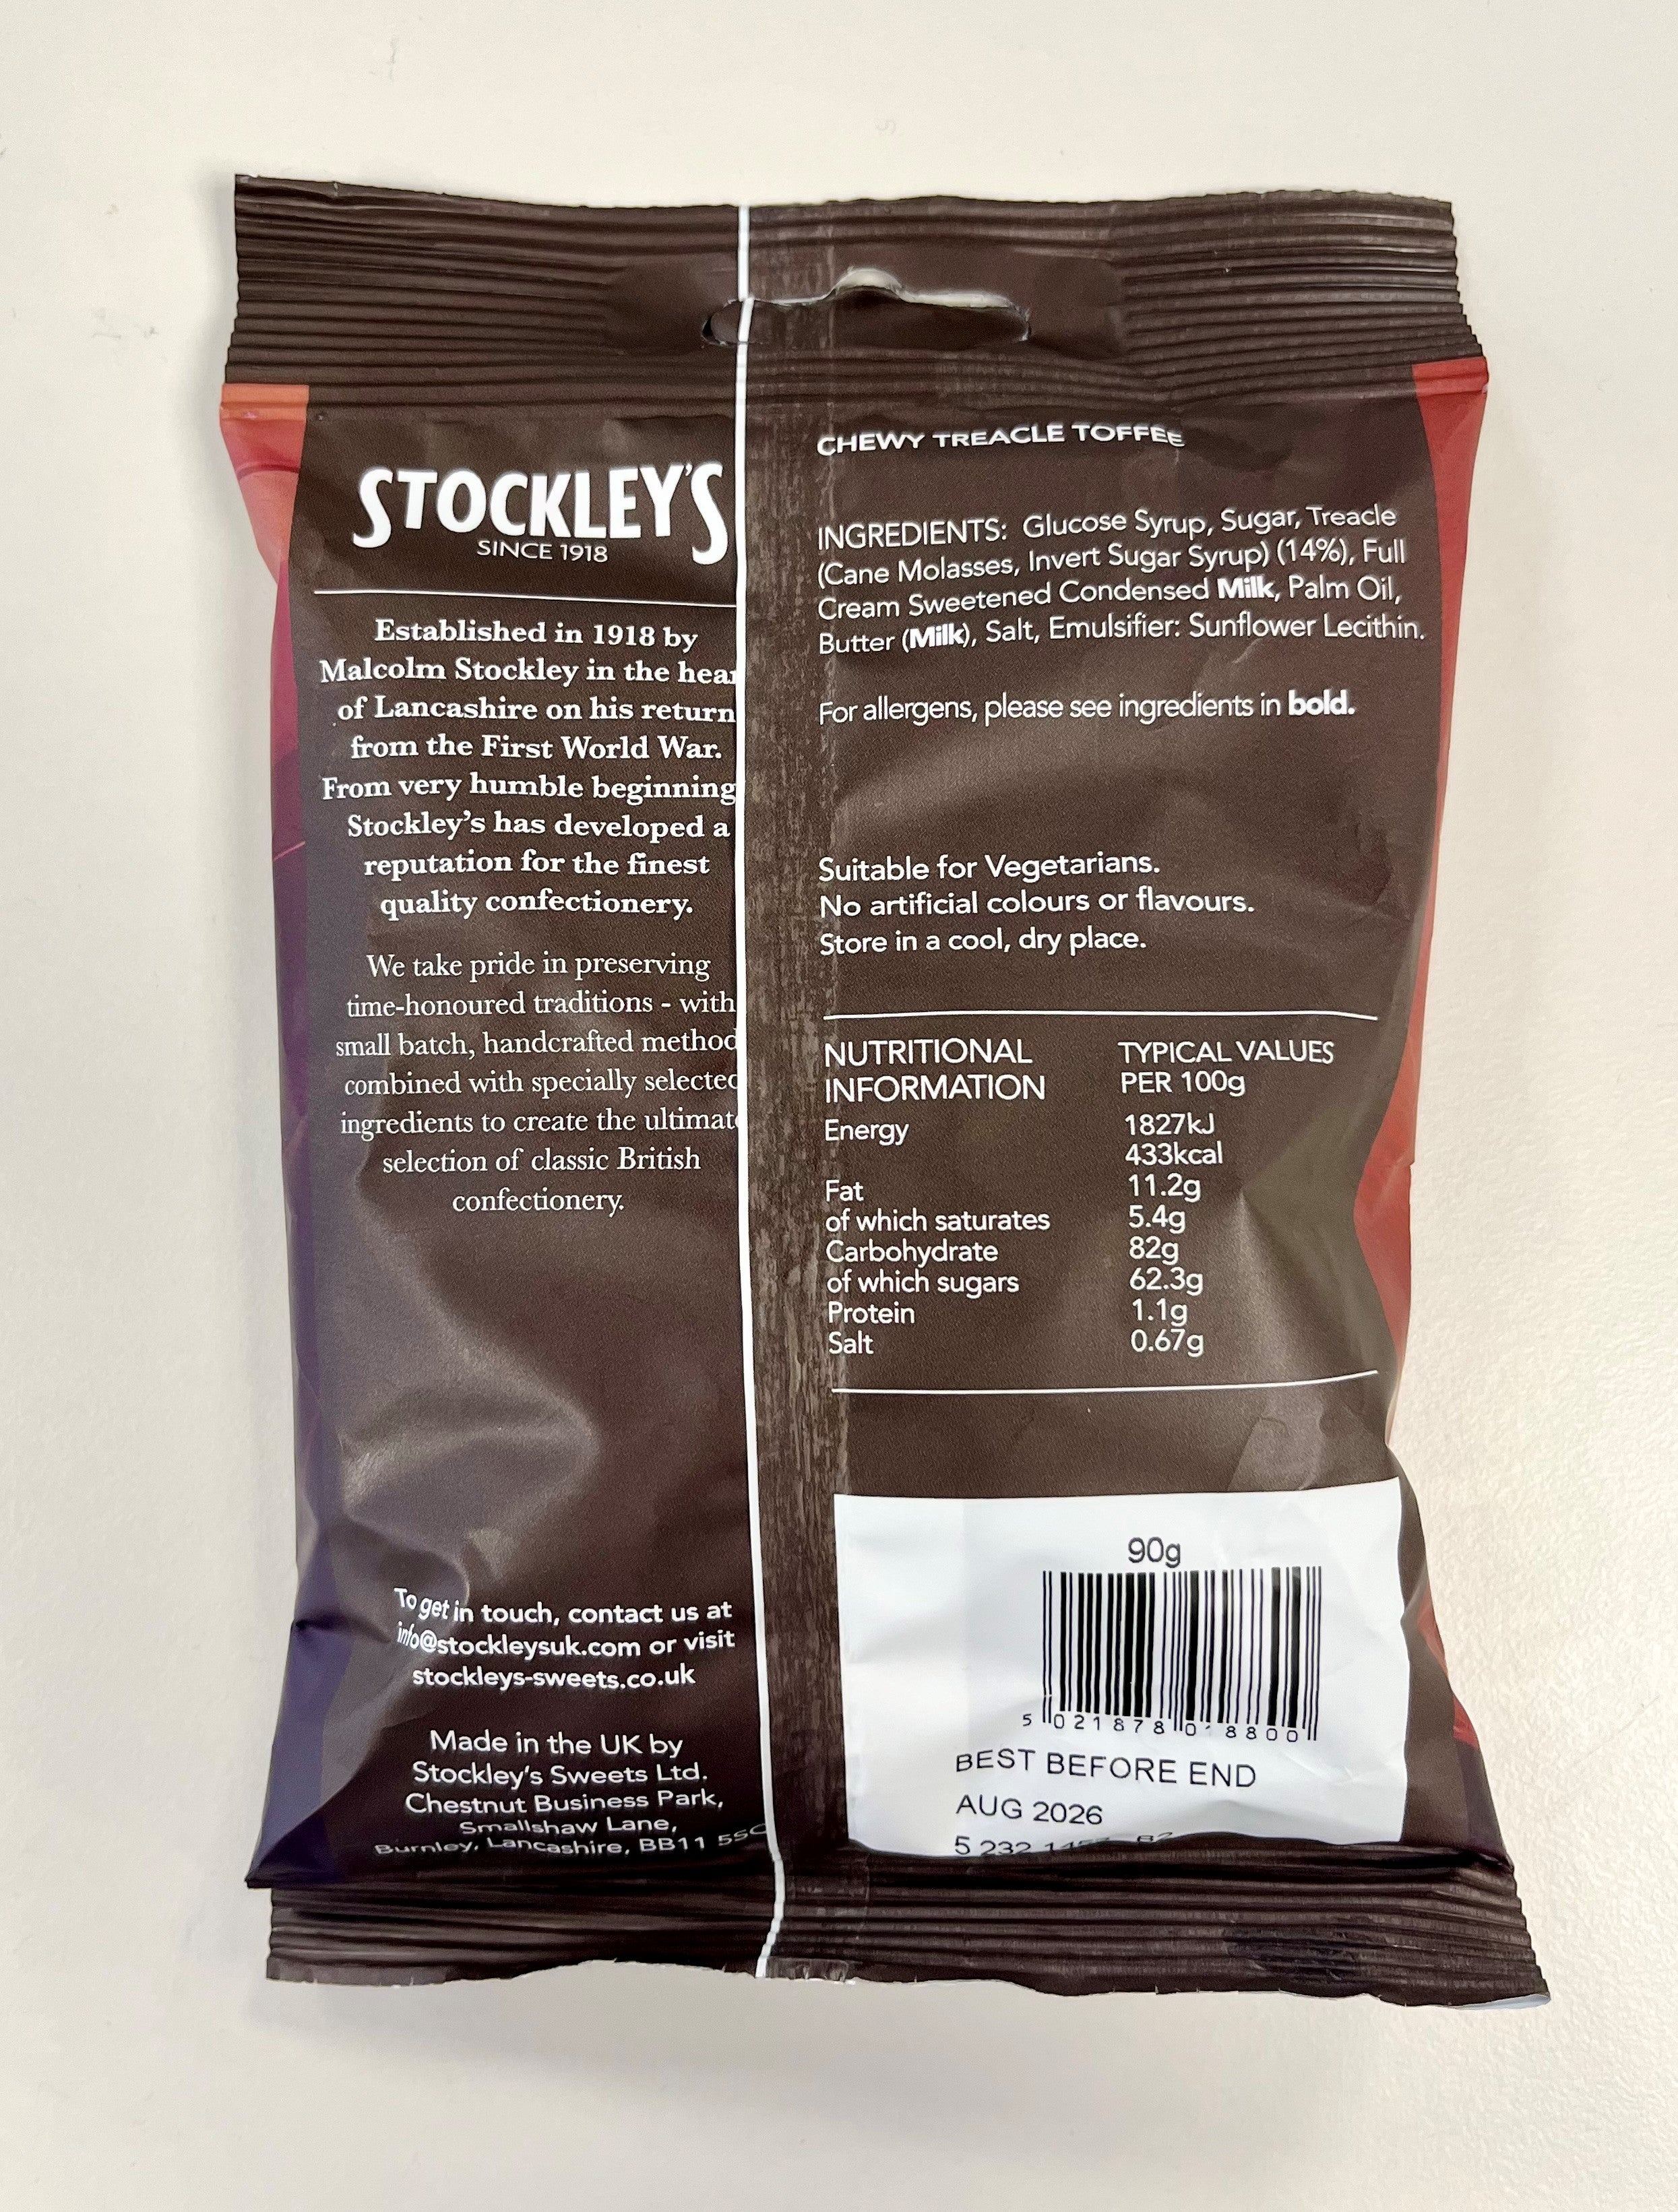 STOCKLEY'S
SINCE 1918
Established in 1918 by
Malcolm Stockley in the
of Lancashire on his return
from the First World War.
From very humble beginning
Stockley's has developed a
reputation for the finest
quality confectionery.
We take pride in preserving
time-honoured traditions - with
small batch, handcrafted method
combined with specially selected
ingredients to create the ultimate
selection of classic British
confectionery.
To get in touch, contact us at
info@stockleysuk.com or visit
stockleys-sweets.co.uk
Made in the UK by
Stockley's Sweets Ltd.
Chestnut Business Park,
Smallshaw Lane,
Burnley, Lancashire, BB11
CHEWY TREACLE TOFFEE
INGREDIENTS: Glucose Syrup, Sugar, Treacle
(Cane Molasses, Invert Sugar Syrup) (14%), Full
Cream Sweetened Condensed Milk, Palm Oil,
Butter (Milk), Salt, Emulsifier: Sunflower Lecithin.
For allergens, please see ingredients in bold.
Suitable for Vegetarians.
No artificial colours or flavours.
Store in a cool, dry place.
NUTRITIONAL TYPICAL VALUES
INFORMATION PER 100g
Energy 1827kJ
433kcal
Fat 11.2g
of which saturates 5.4g
Carbohydrate 82g
of which sugars 62.3g
Protein 1.1g
Salt 0.67g
90g
5 021878
BEST BEFORE END
AUG 2026
5 232